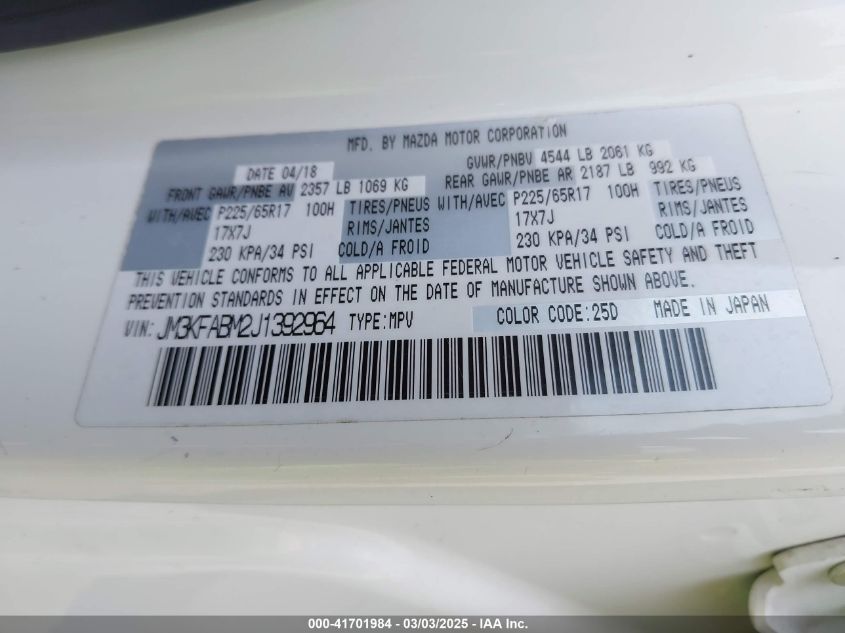 MFD. BY MAZDA MOTOR CORPORATION
DATE 04/18 GVWR/PNBV 4544 LB 2061 KG
FRONT GAWR/PNBE AV 2357 LB 1069 KG REAR GAWR/PNBE AR 2187 LB 992 KG
WITH/AVEC P225/65R17 100H TIRES/PNEUS WITH/AVEC P225/65R17 100H TIRES/PNEUS
17X7J RIMS/JANTES 17X7J RIMS/JANTES
230 KPA/34 PSI COLD/A FROID 230 KPA/34 PSI COLD/A FROID
THIS VEHICLE CONFORMS TO ALL APPLICABLE FEDERAL MOTOR VEHICLE SAFETY AND THEFT
PREVENTION STANDARDS IN EFFECT ON THE DATE OF MANUFACTURE SHOWN ABOVE.
VIN: JM3KFABM2J1392964 TYPE:MPV COLOR CODE:25D MADE IN JAPAN
000-41701984 / 03/03/2025 - IAA Inc.